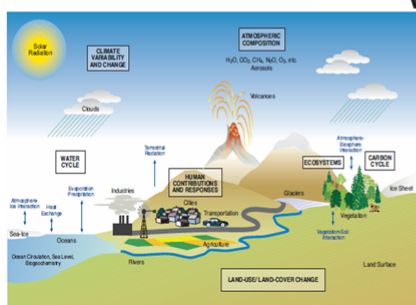 Solar
Radiation
CLIMATE
VARIABILITY
AND CHANGE
ATMOSPHERIC
COMPOSITION
H₂O, CO₂, CH₄, N₂O, O₃, etc.
Aerosols
Clouds
Volcanoes
WATER
CYCLE
Terrestrial
Radiation
HUMAN
CONTRIBUTIONS
AND RESPONSES
Atmosphere-
Biosphere
Interaction
ECOSYSTEMS
CARBON
CYCLE
Atmosphere-
Ice Interaction
Heat
Exchange
Evaporation
Precipitation
Industries
Cities
Transportation
Glaciers
Ice Sheet
Vegetation
Sea-Ice
Oceans
Agriculture
Vegetation-Soil
Interaction
Ocean Circulation, Sea Level,
Biogeochemistry
Rivers
Land Surface
LAND-USE/ LAND-COVER CHANGE